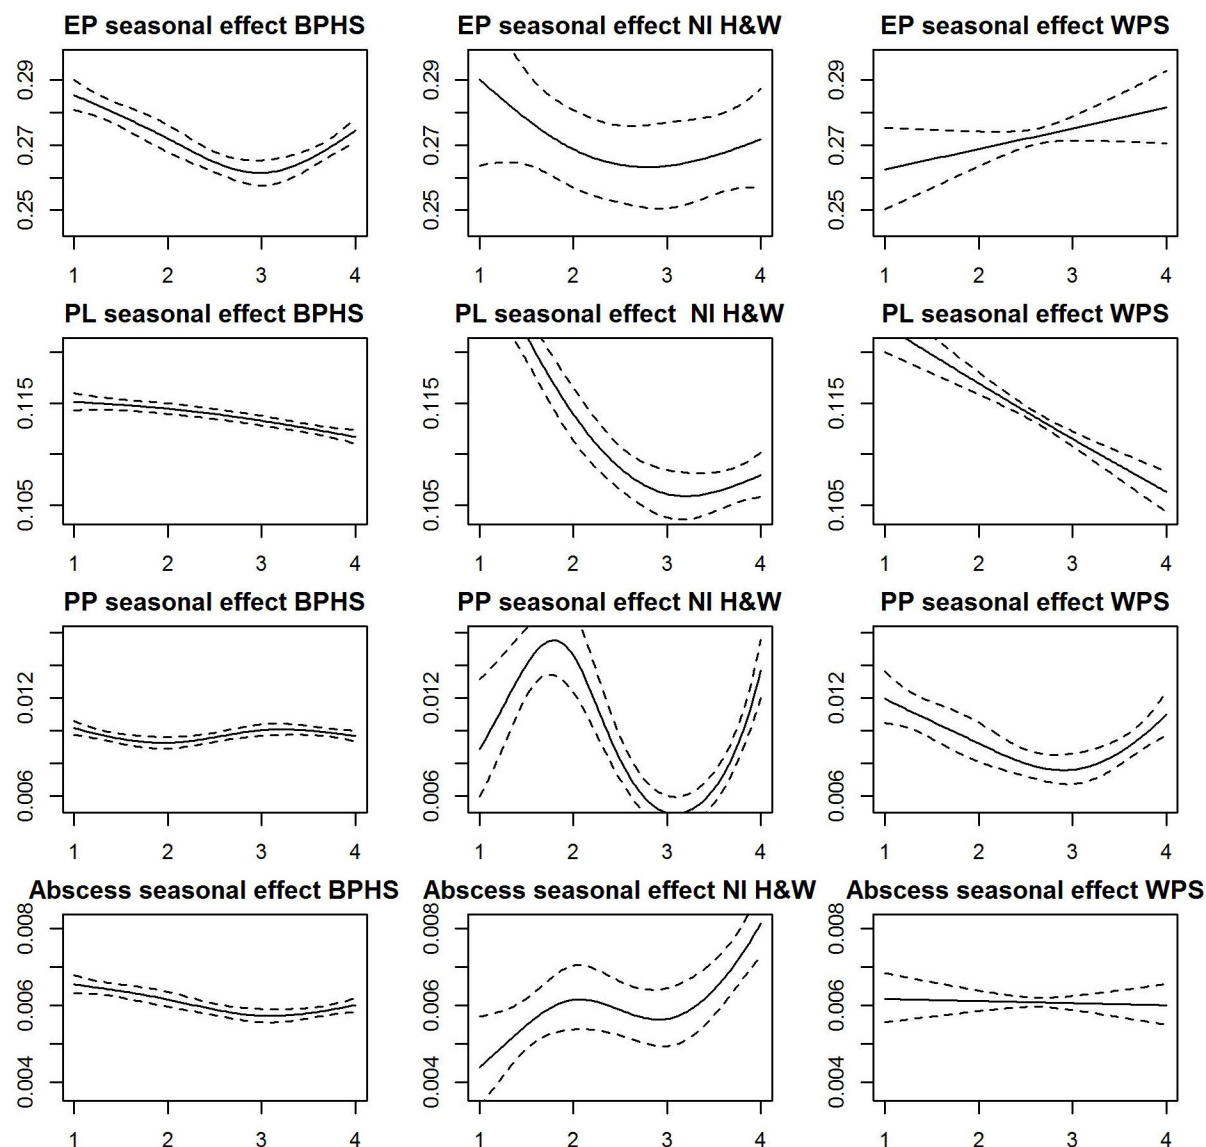 EP seasonal effect BPHS EP seasonal effect NI H&W EP seasonal effect WPS
0.29 0.29 0.29
0.27 0.27 0.27
0.25 0.25 0.25
1 2 3 4 1 2 3 4 1 2 3 4
PL seasonal effect BPHS PL seasonal effect NI H&W PL seasonal effect WPS
0.115 0.115 0.115
0.105 0.105 0.105
1 2 3 4 1 2 3 4 1 2 3 4
PP seasonal effect BPHS PP seasonal effect NI H&W PP seasonal effect WPS
0.012 0.012 0.012
0.006 0.006 0.006
1 2 3 4 1 2 3 4 1 2 3 4
Abscess seasonal effect BPHS Abscess seasonal effect NI H&W Abscess seasonal effect WPS
0.008 0.008 0.008
0.006 0.006 0.006
0.004 0.004 0.004
1 2 3 4 1 2 3 4 1 2 3 4